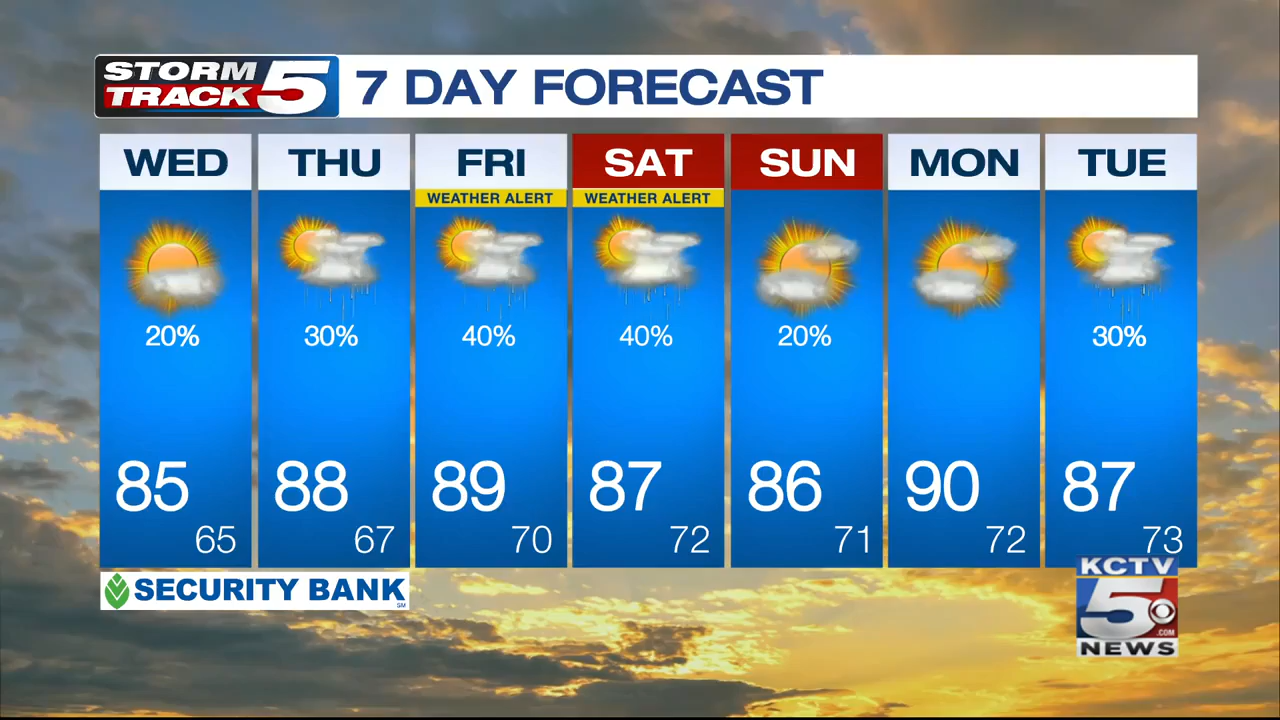 STORM
TRACK 5
7 DAY FORECAST
WED THU FRI SAT SUN MON TUE
WEATHER ALERT WEATHER ALERT
20% 30% 40% 40% 20% 30%
85 88 89 87 86 90 87
65 67 70 72 71 72 73
SECURITY BANK SM
KCTV
5
.COM
NEWS